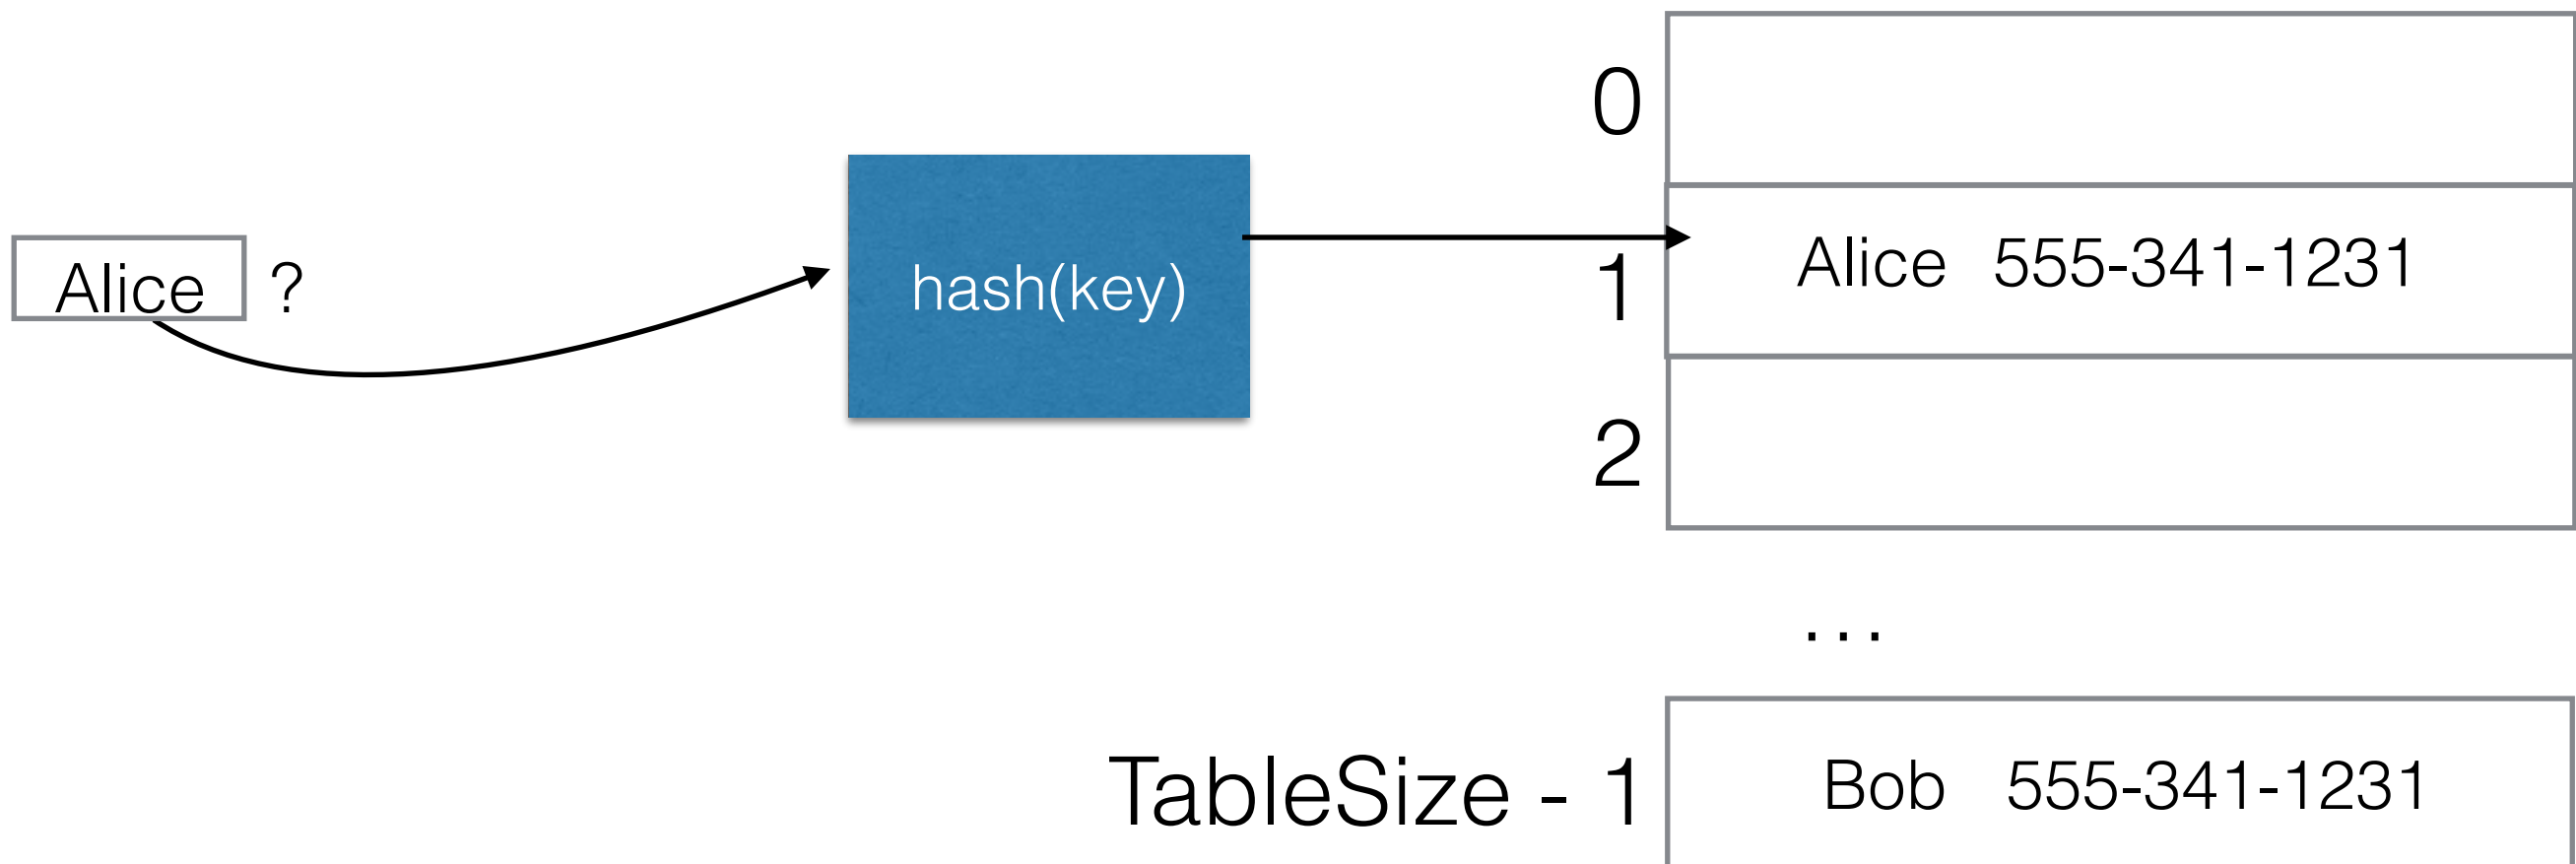 0
Alice ?
hash(key)
1
Alice 555-341-1231
2
...
TableSize - 1
Bob 555-341-1231